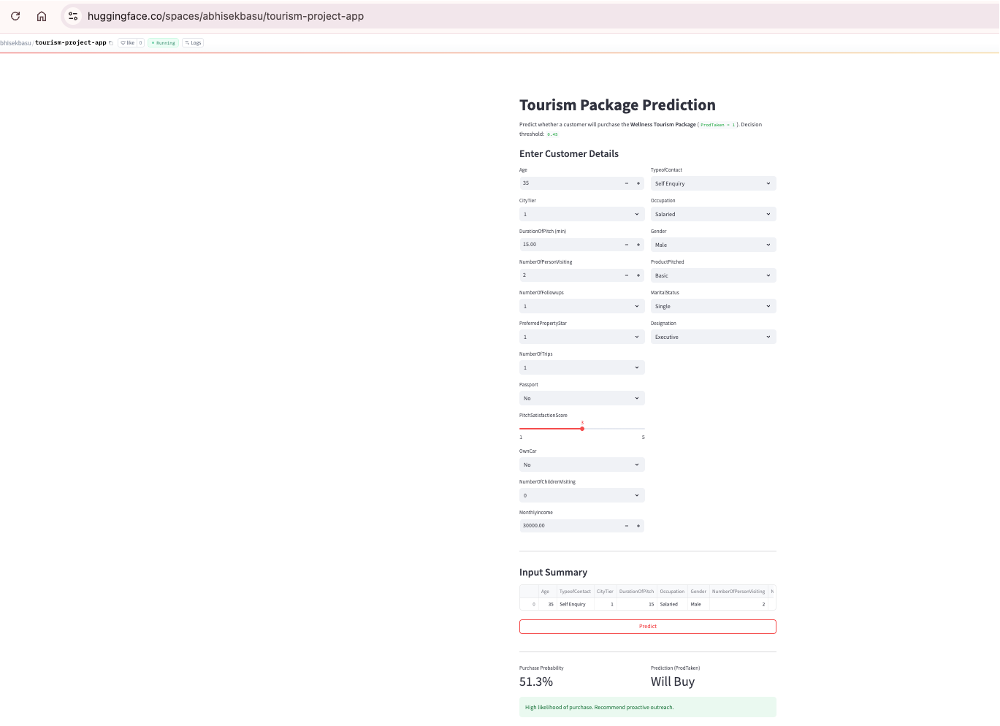 huggingface.co/spaces/abhisekbasu/tourism-project-app
bhisekbasu/tourism-project-app like 0 Running Logs
Tourism Package Prediction
Predict whether a customer will purchase the Wellness Tourism Package ( ProdTaken = 1 ). Decision
threshold: 0.45
Enter Customer Details
Age
35
TypeofContact
Self Enquiry
CityTier
1
Occupation
Salaried
DurationOfPitch (min)
15.00
Gender
Male
NumberOfPersonVisiting
2
ProductPitched
Basic
NumberOfFollowups
1
MaritalStatus
Single
PreferredPropertyStar
1
Designation
Executive
NumberOfTrips
1
Passport
No
PitchSatisfactionScore
3
1 5
OwnCar
No
NumberOfChildrenVisiting
0
MonthlyIncome
30000.00
Input Summary
Age TypeofContact CityTier DurationOfPitch Occupation Gender NumberOfPersonVisiting N
0 35 Self Enquiry 1 15 Salaried Male 2
Predict
Purchase Probability
51.3%
Prediction (ProdTaken)
Will Buy
High likelihood of purchase. Recommend proactive outreach.